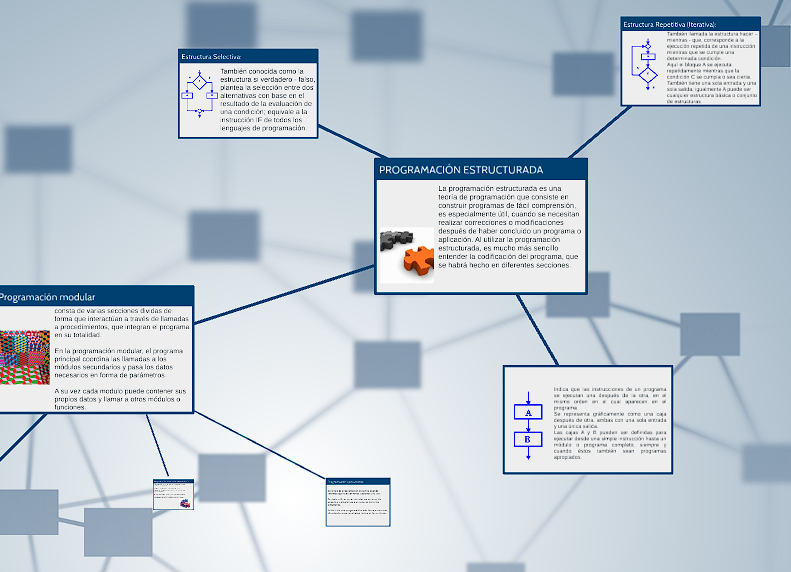 Estructura Selectiva:
También conocida como la
estructura si verdadero - falso,
plantea la selección entre dos
alternativas con base en el
resultado de la evaluación de
una condición; equivale a la
instrucción IF de todos los
lenguajes de programación.
Estructura Repetitiva (Iterativa):
También llamada la estructura hacer -
mientras - que, corresponde a la
ejecución repetida de una instrucción
mientras que se cumple una
determinada condición.
Aquí el bloque A se ejecuta
repetidamente mientras que la
condición C se cumpla o sea cierta.
También tiene una sola entrada y una
sola salida, igualmente A puede ser
cualquier estructura básica o conjunto
de estructuras.
PROGRAMACIÓN ESTRUCTURADA
La programación estructurada es una
teoría de programación que consiste en
construir programas de fácil comprensión.
es especialmente útil, cuando se necesitan
realizar correcciones o modificaciones
después de haber concluido un programa o
aplicación. Al utilizar la programación
estructurada, es mucho más sencillo
entender la codificación del programa, que
se habrá hecho en diferentes secciones.
Programación modular
consta de varias secciones dividas de
forma que interactúan a través de llamadas
a procedimientos, que integran el programa
en su totalidad.
En la programación modular, el programa
principal coordina las llamadas a los
módulos secundarios y pasa los datos
necesarios en forma de parámetros.
A su vez cada modulo puede contener sus
propios datos y llamar a otros módulos o
funciones.
A
B
Indica que las instrucciones de un programa
se ejecutan una después de la otra, en el
mismo orden en el cual aparecen en el
programa.
Se representa gráficamente como una caja
después de otra, ambas con una sola entrada
y una única salida.
Las cajas A y B pueden ser definidas para
ejecutar desde una simple instrucción hasta un
módulo o programa completo, siempre y
cuando éstos también sean programas
apropiados.